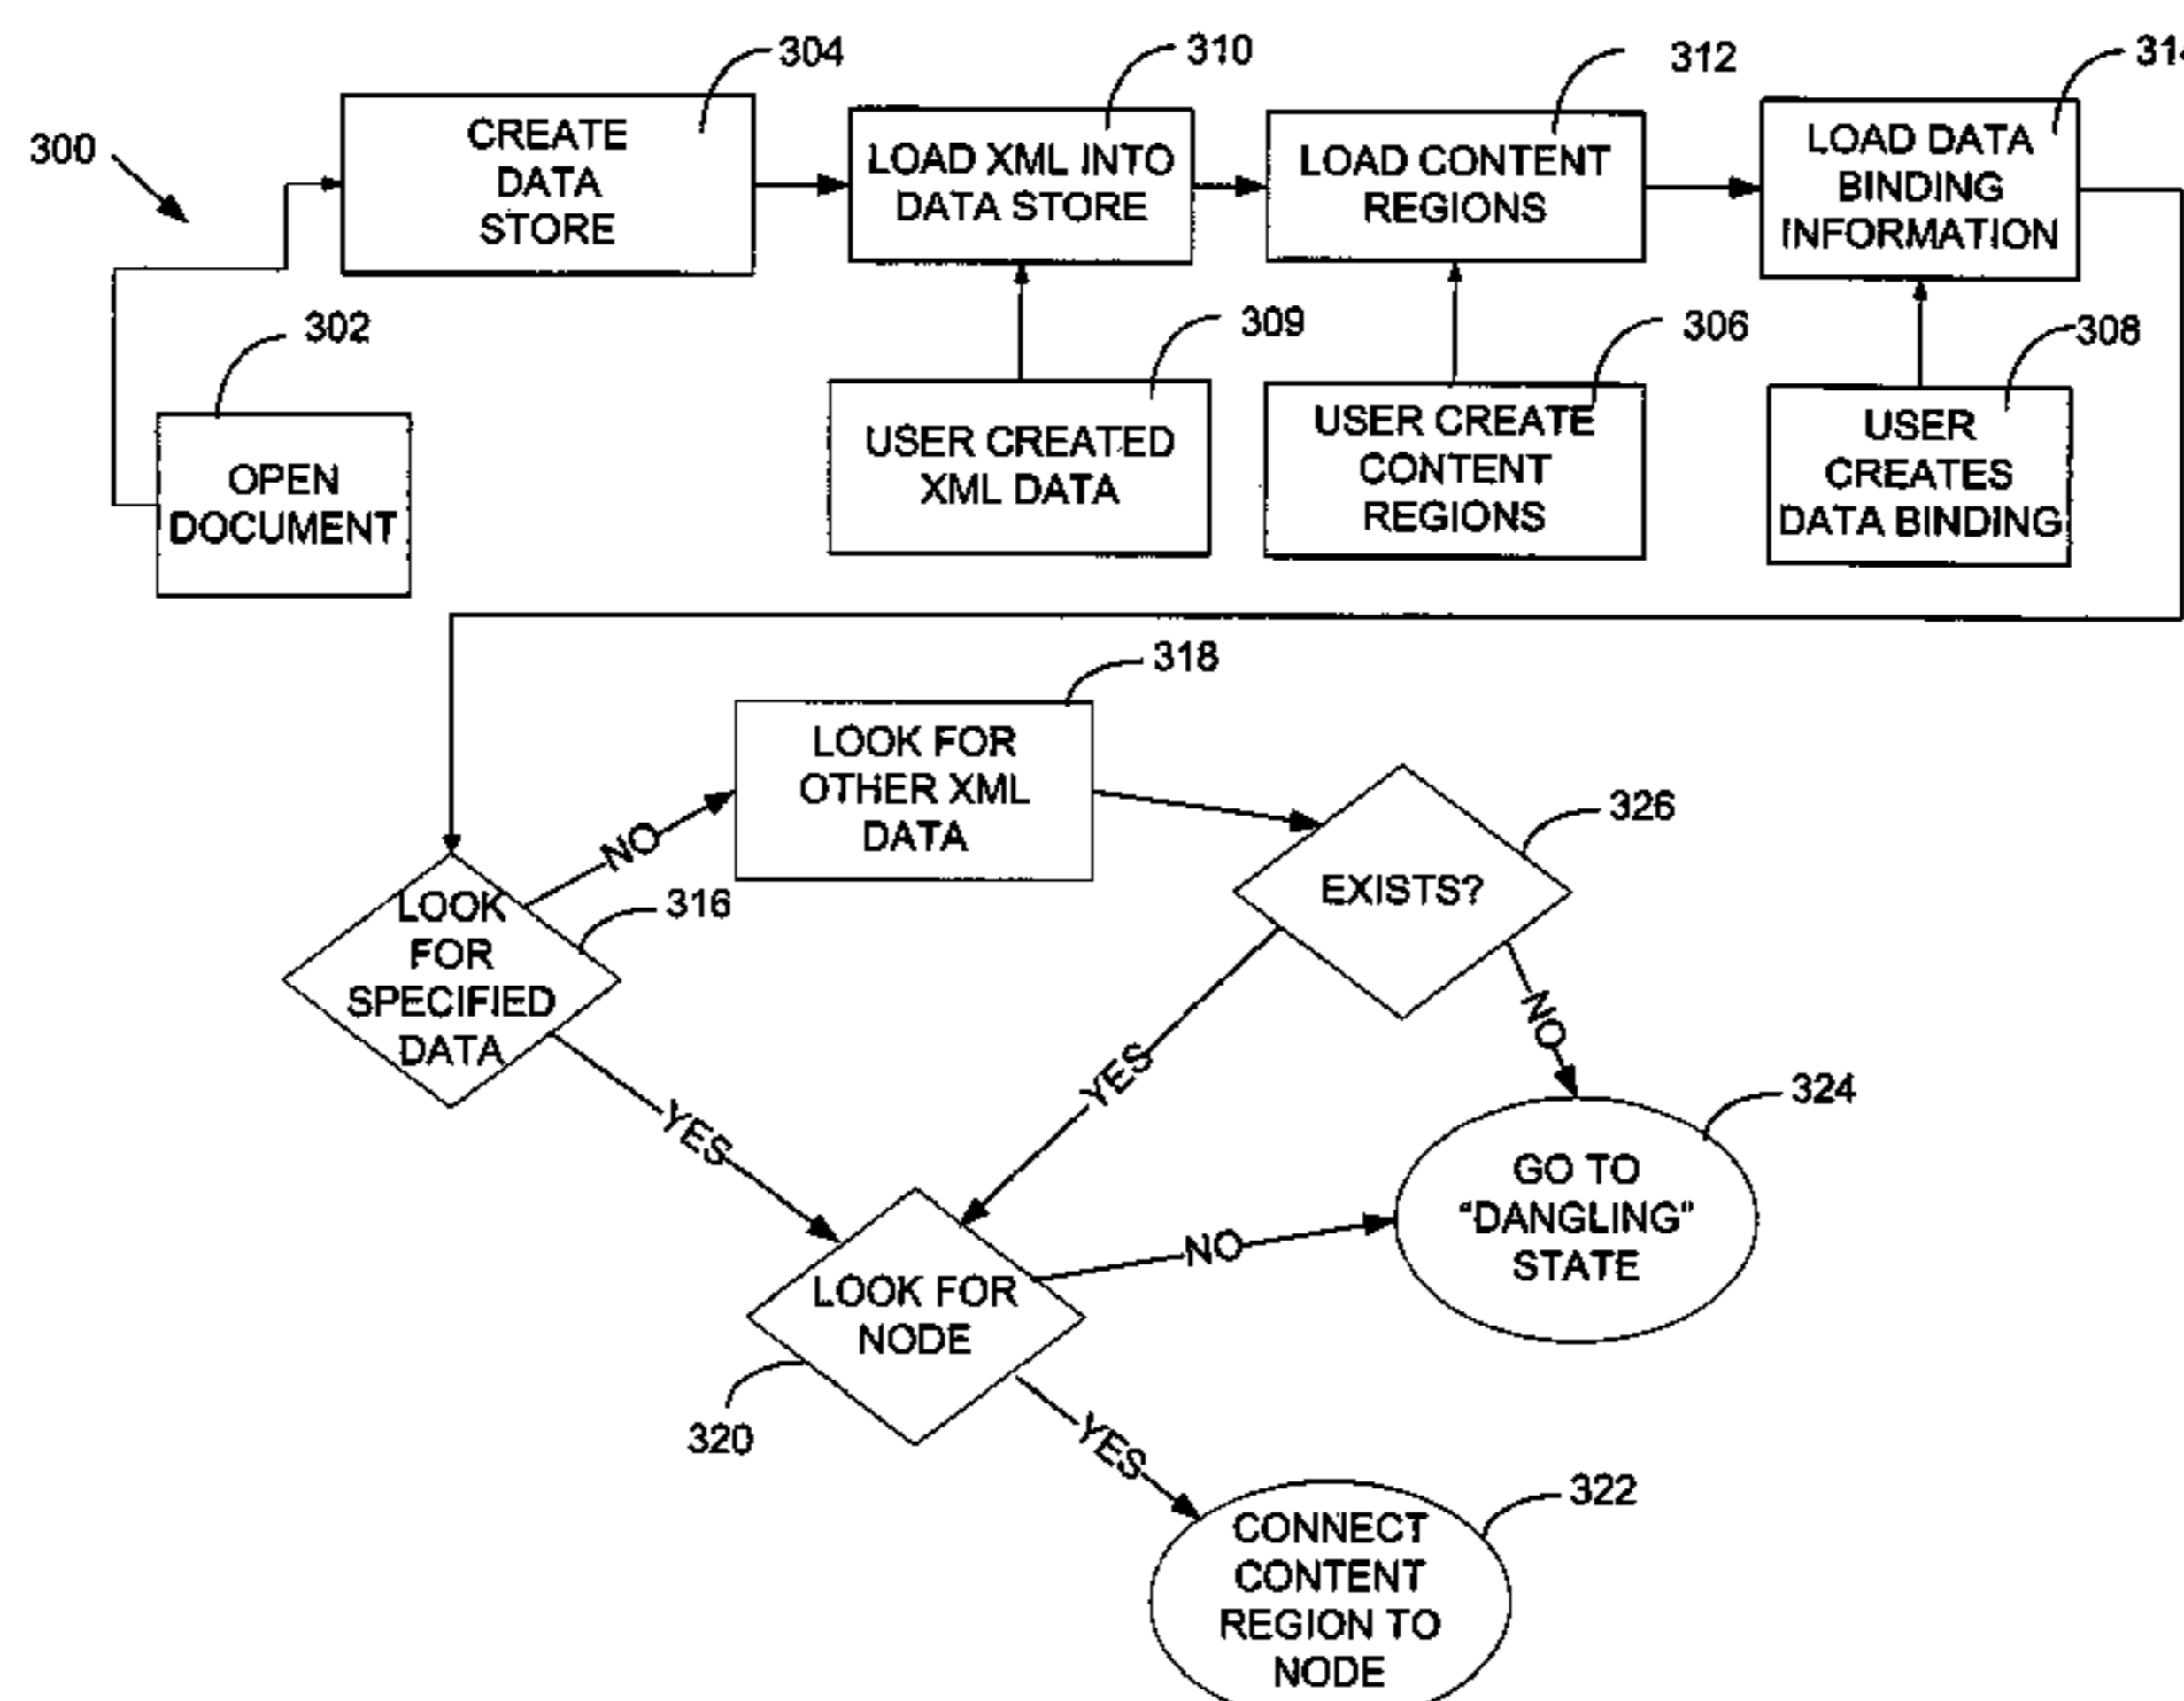 304
310
312
300
CREATE
DATA
STORE
LOAD XML INTO
DATA STORE
LOAD CONTENT
REGIONS
LOAD DATA
BINDING
INFORMATION
302
309
306
308
OPEN
DOCUMENT
USER CREATED
XML DATA
USER CREATE
CONTENT
REGIONS
USER
CREATES
DATA BINDING
318
LOOK FOR
OTHER XML
DATA
NO
326
EXISTS?
316
LOOK
FOR
SPECIFIED
DATA
NO
YES
YES
324
GO TO
“DANGLING”
STATE
NO
LOOK FOR
NODE
320
YES
322
CONNECT
CONTENT
REGION TO
NODE